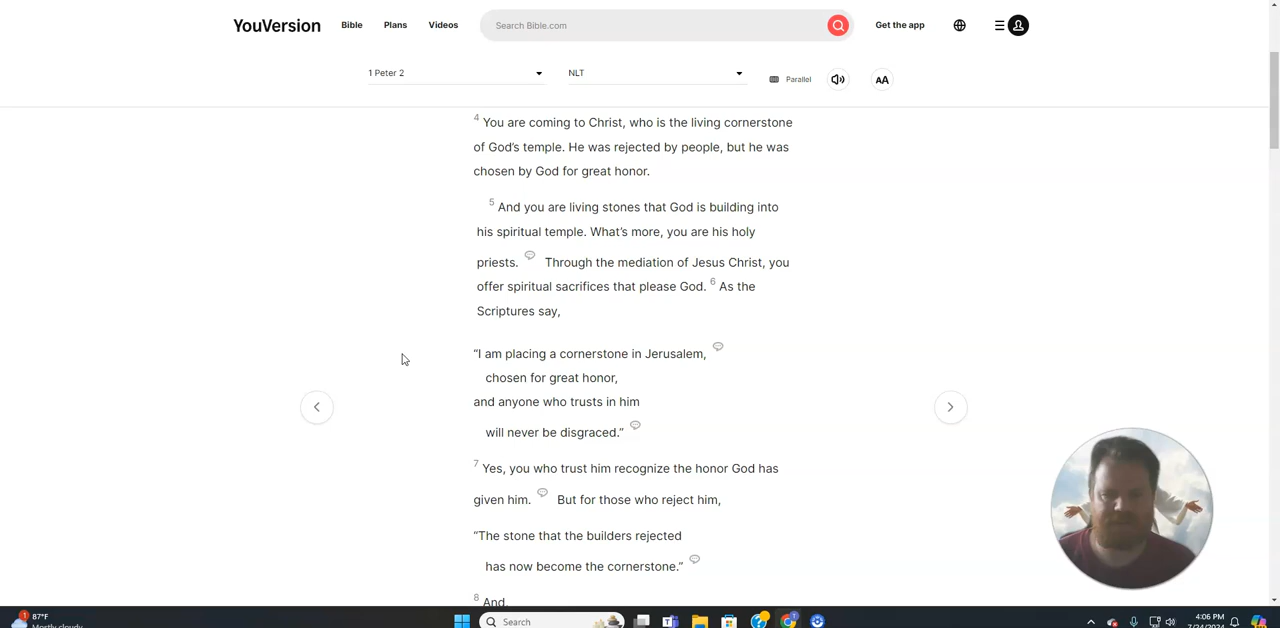 YouVersion
Bible
Plans
Videos
Search Bible.com
Get the app
1 Peter 2
NLT
Parallel
AA
4 You are coming to Christ, who is the living cornerstone
of God’s temple. He was rejected by people, but he was
chosen by God for great honor.
5 And you are living stones that God is building into
his spiritual temple. What’s more, you are his holy
priests. Through the mediation of Jesus Christ, you
offer spiritual sacrifices that please God. 6 As the
Scriptures say,
“I am placing a cornerstone in Jerusalem,
chosen for great honor,
and anyone who trusts in him
will never be disgraced.”
7 Yes, you who trust him recognize the honor God has
given him. But for those who reject him,
“The stone that the builders rejected
has now become the cornerstone.”
8 And,
1
87°F
Mostly cloudy
Search
4:06 PM
7/24/2024